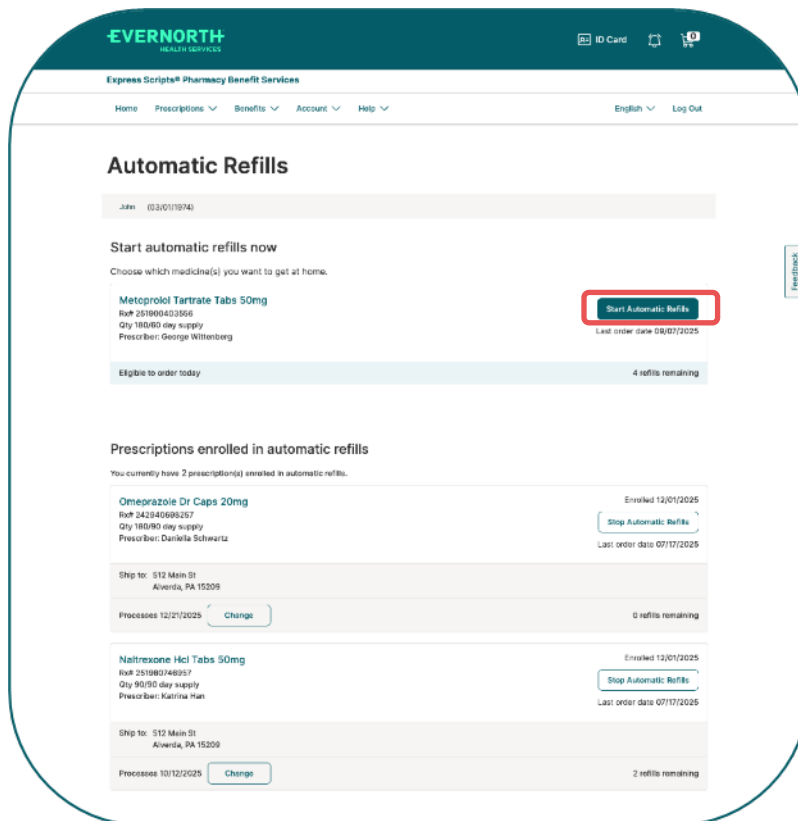 EVERNORTH
HEALTH SERVICES
ID Card
0
Express Scripts® Pharmacy Benefit Services
Home Prescriptions Benefits Account Help English Log Out
Automatic Refills
John (03/01/1974)
Feedback
Start automatic refills now
Choose which medicine(s) you want to get at home.
Metoprolol Tartrate Tabs 50mg
Start Automatic Refills
Rx# 251900403556
Qty 180/90 day supply
Prescriber: George Wittenberg
Last order date 09/07/2025
Eligible to order today 4 refills remaining
Prescriptions enrolled in automatic refills
You currently have 2 prescription(s) enrolled in automatic refills.
Omeprazole Dr Caps 20mg
Enrolled 12/01/2025
Rx# 242940696257
Qty 180/90 day supply
Stop Automatic Refills
Prescriber: Daniella Schwartz
Last order date 07/17/2025
Ship to: 512 Main St
Alverda, PA 15209
Processes 12/21/2025 Change 0 refills remaining
Naltrexone Hcl Tabs 50mg
Enrolled 12/01/2025
Rx# 251980746957
Qty 90/90 day supply
Stop Automatic Refills
Prescriber: Katrina Han
Last order date 07/17/2025
Ship to: 512 Main St
Alverda, PA 15209
Processes 10/12/2025 Change 2 refills remaining